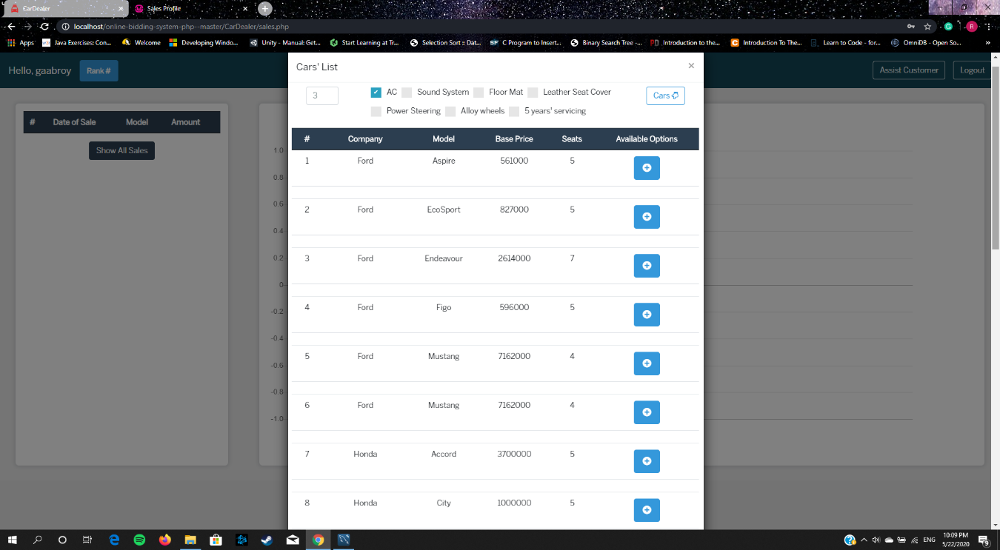 CarDealer
Sales Profile
localhost/online-bidding-system-php--master/CarDealer/sales.php
R
Apps
Java Exercises: Con...
Welcome
Developing Windo...
Unity - Manual: Get...
Start Learning at Tr...
Selection Sort :: Dat...
SF C Program to Insert...
Binary Search Tree -...
PD Introduction to the...
C Introduction To The...
Learn to Code - for...
OmniDB - Open So...
»
Hello, gaabroy Rank #
Assist Customer Logout
Cars' List ×
3
AC Sound System Floor Mat Leather Seat Cover
Power Steering Alloy wheels 5 years' servicing
Cars
# Date of Sale Model Amount
Show All Sales
1.0
0.8
0.6
0.4
0.2
0
-0.2
-0.4
-0.6
-0.8
-1.0
# Company Model Base Price Seats Available Options
1 Ford Aspire 561000 5
2 Ford EcoSport 827000 5
3 Ford Endeavour 2614000 7
4 Ford Figo 596000 5
5 Ford Mustang 7162000 4
6 Ford Mustang 7162000 4
7 Honda Accord 3700000 5
8 Honda City 1000000 5
ENG
10:09 PM
5/22/2020
9